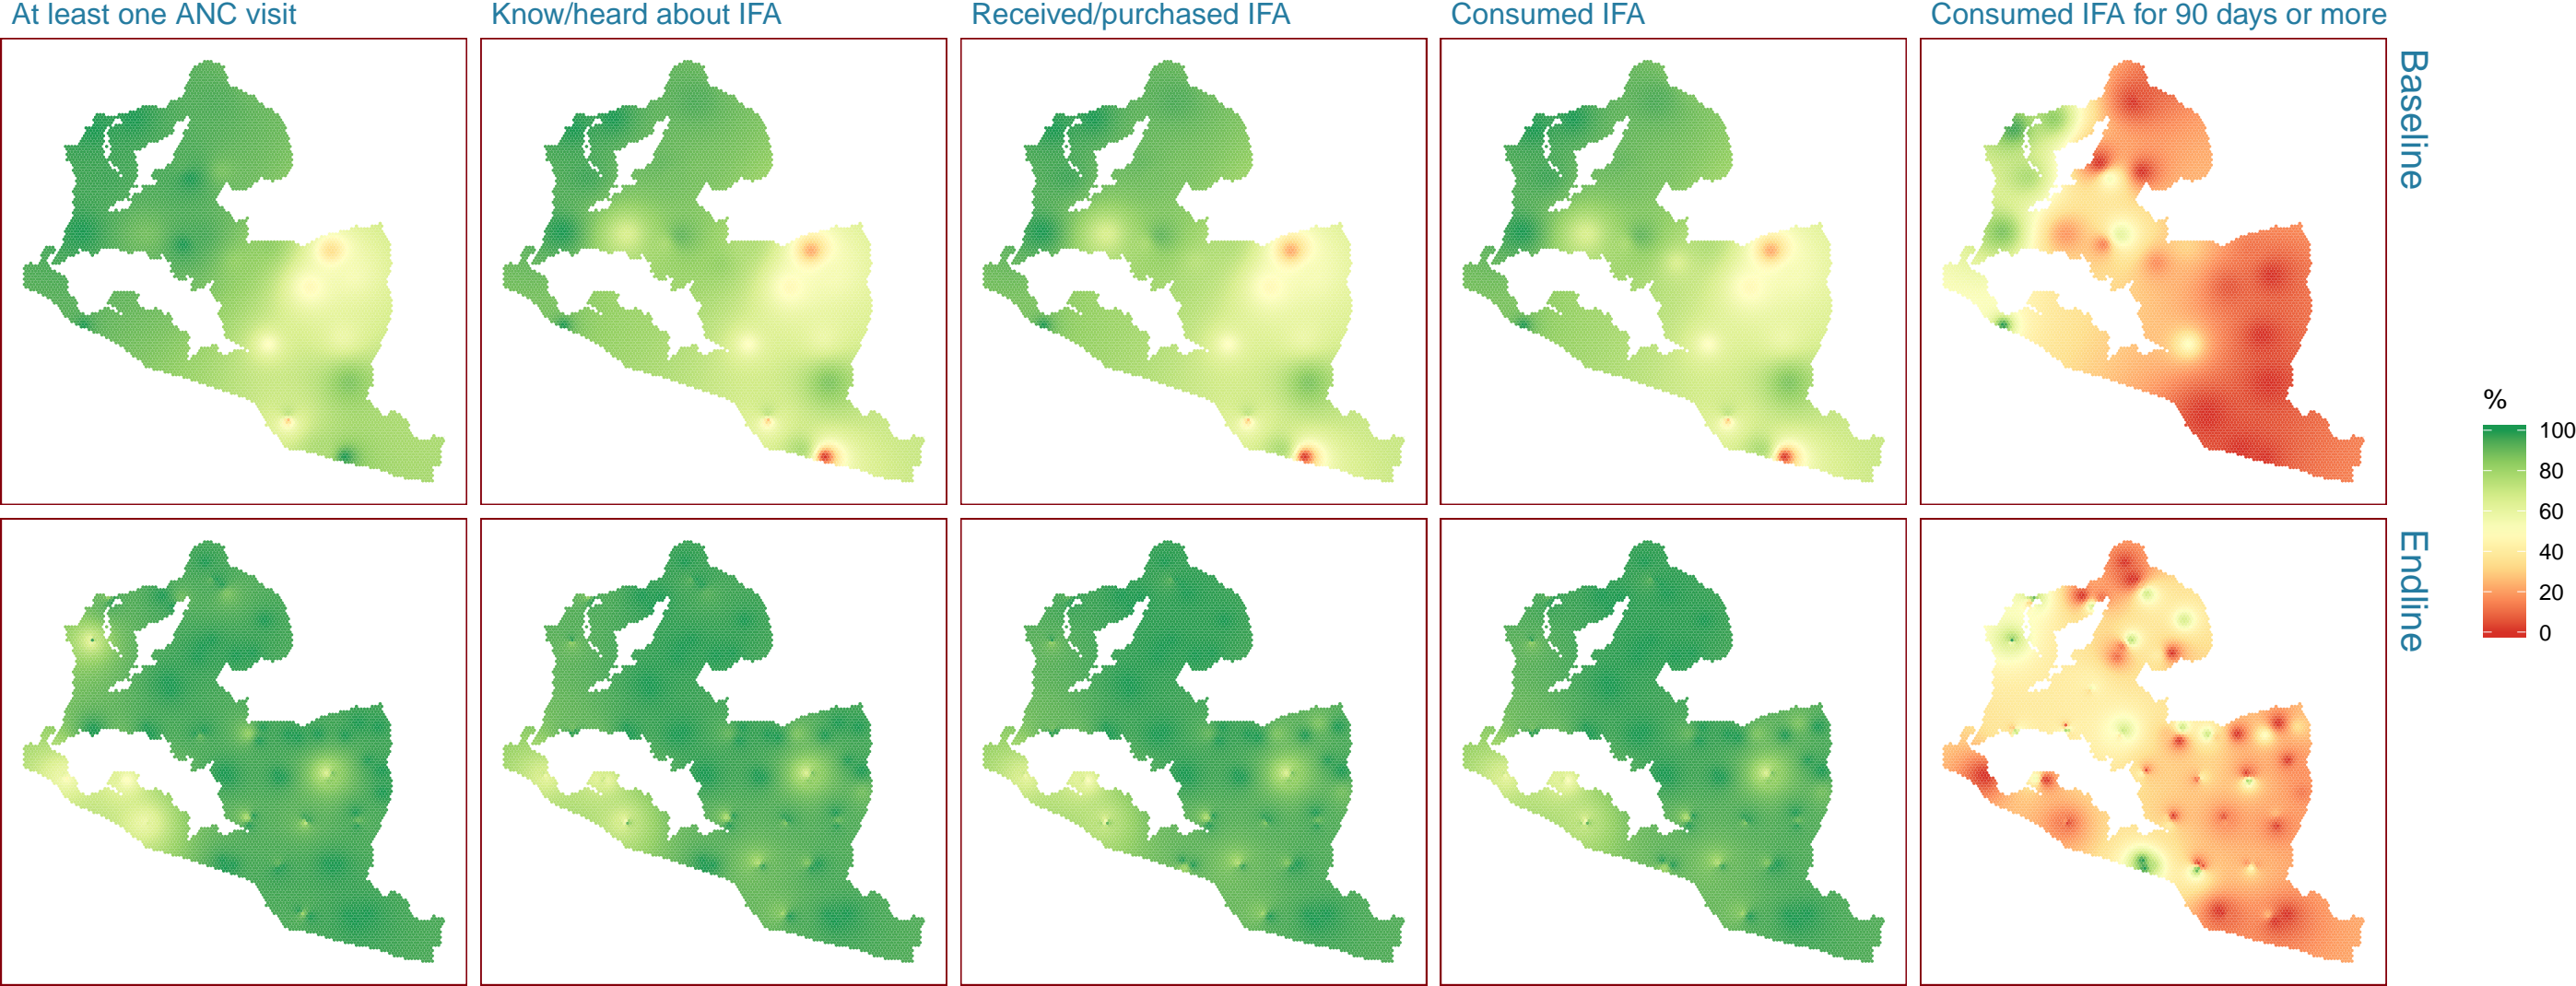 At least one ANC visit
Know/heard about IFA
Received/purchased IFA
Consumed IFA
Consumed IFA for 90 days or more
Baseline
Endline
%
100
80
60
40
20
0